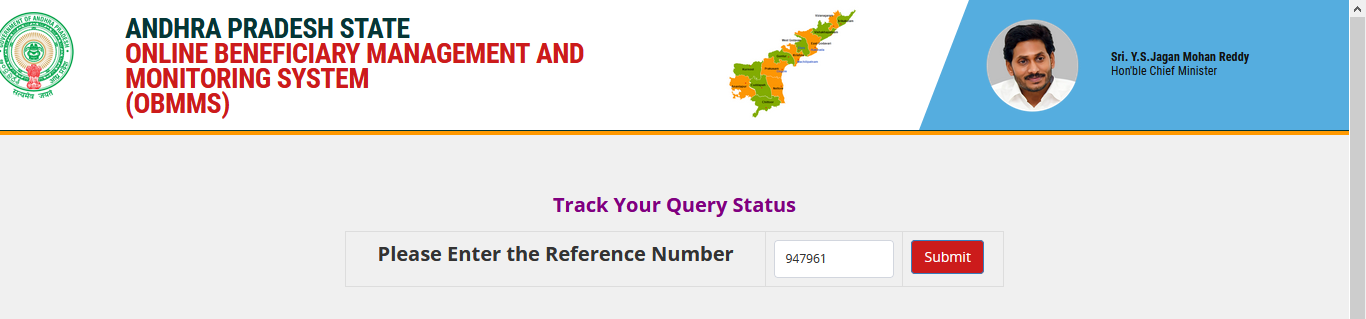 GOVERNMENT OF ANDHRA PRADESH
सत्यमेव जयते
ANDHRA PRADESH STATE
ONLINE BENEFICIARY MANAGEMENT AND
MONITORING SYSTEM
(OBMMS)
Sri. Y.S.Jagan Mohan Reddy
Hon'ble Chief Minister
Track Your Query Status
Please Enter the Reference Number
947961
Submit